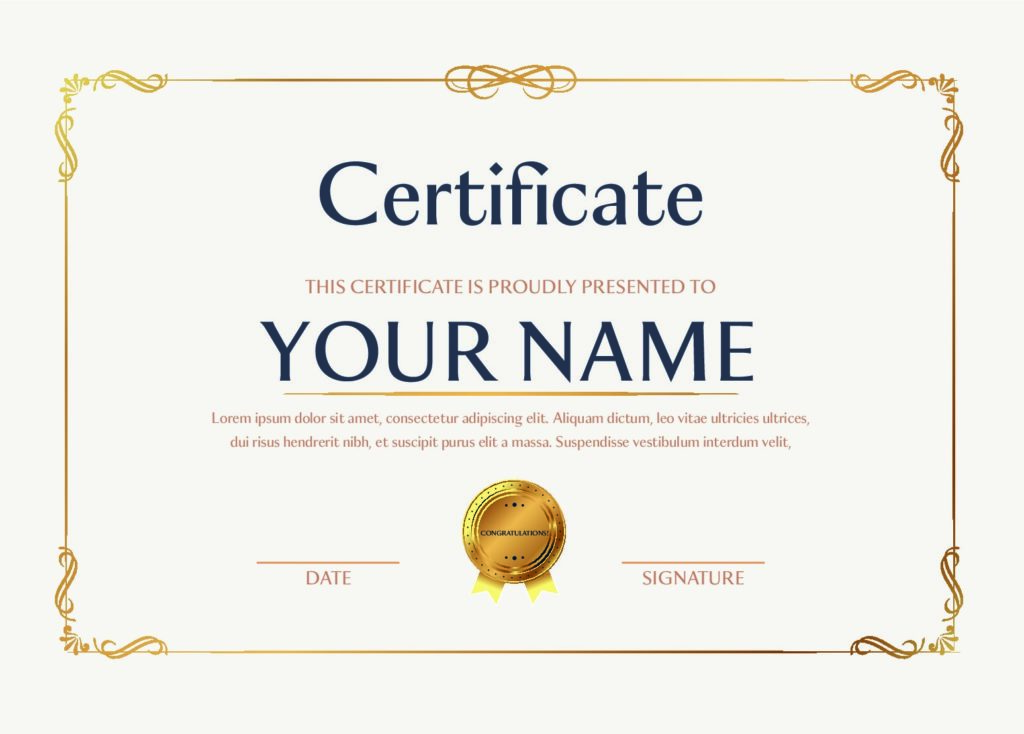 Certificate
THIS CERTIFICATE IS PROUDLY PRESENTED TO
YOUR NAME
Lorem ipsum dolor sit amet, consectetur adipiscing elit. Aliquam dictum, leo vitae ultricies ultrices,
dui risus hendrerit nibh, et suscipit purus elit a massa. Suspendisse vestibulum interdum velit,
CONGRATULATIONS!
DATE
SIGNATURE